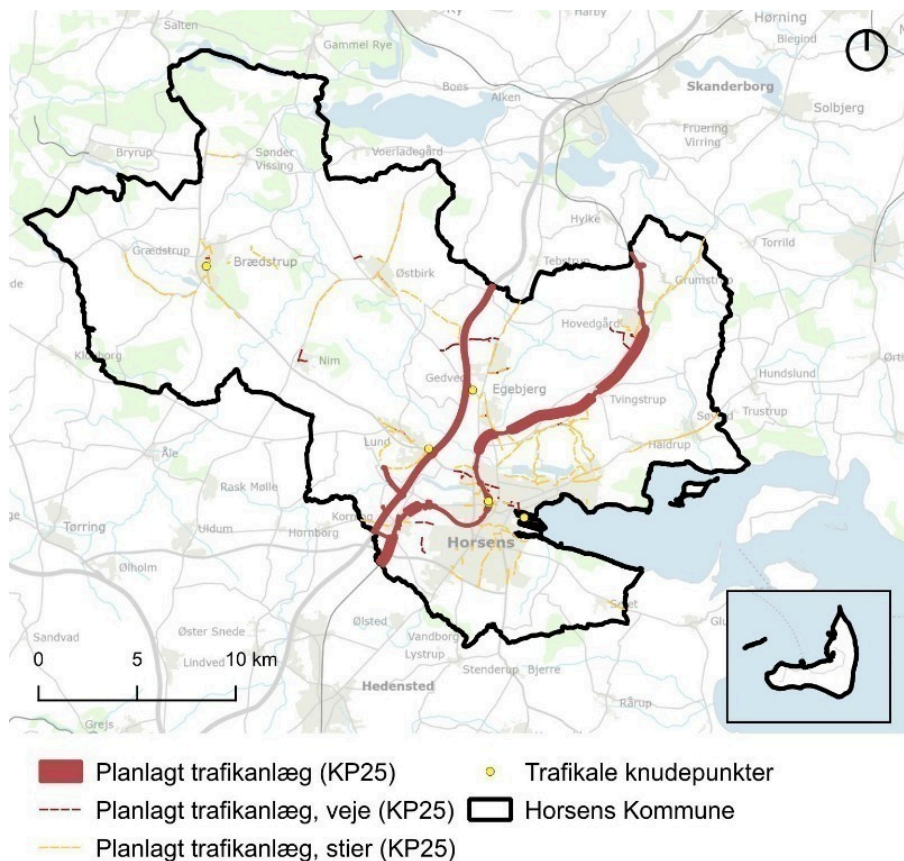 Salten
Ry
Hårby
Hørning
Gammel Rye
Blegind
Boes
Alken
Skanderborg
Solbjerg
Fruering
Virring
Bryrup
Sønder
Vissing
Voerladegård
Hylke
Torrild
Grædstrup
Brædstrup
Østbirk
Tebstrup
Grumstrup
Hovedgård
Nim
Gedved
Egebjerg
Hundslund
Tvingstrup
Trustrup
Åle
Lund
Haldrup
Rask Mølle
Tørring
Uldum
Hornborg
Korning
Horsens
Ølholm
Sandvad
Øster Snede
Ølsted
Vandborg
Lindved
Lystrup
Stenderup
Bjerre
Hedensted
Rårup
Grejs
0 5 10 km
Planlagt trafikanlæg (KP25)
Trafikale knudepunkter
Planlagt trafikanlæg, veje (KP25)
Horsens Kommune
Planlagt trafikanlæg, stier (KP25)